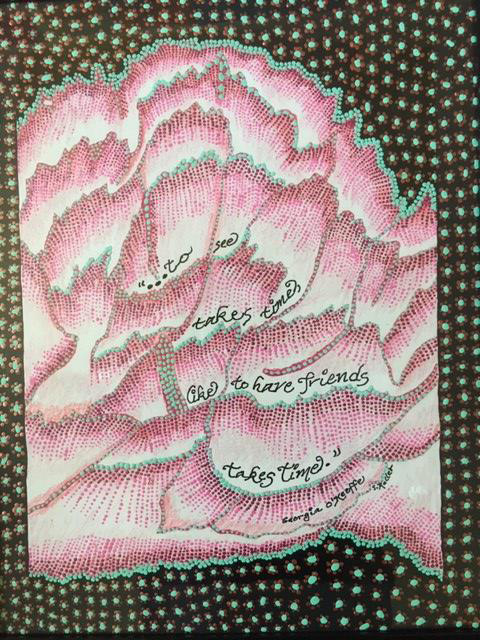 "...to see
takes time,
like to have friends
takes time."
Georgia O'Keeffe